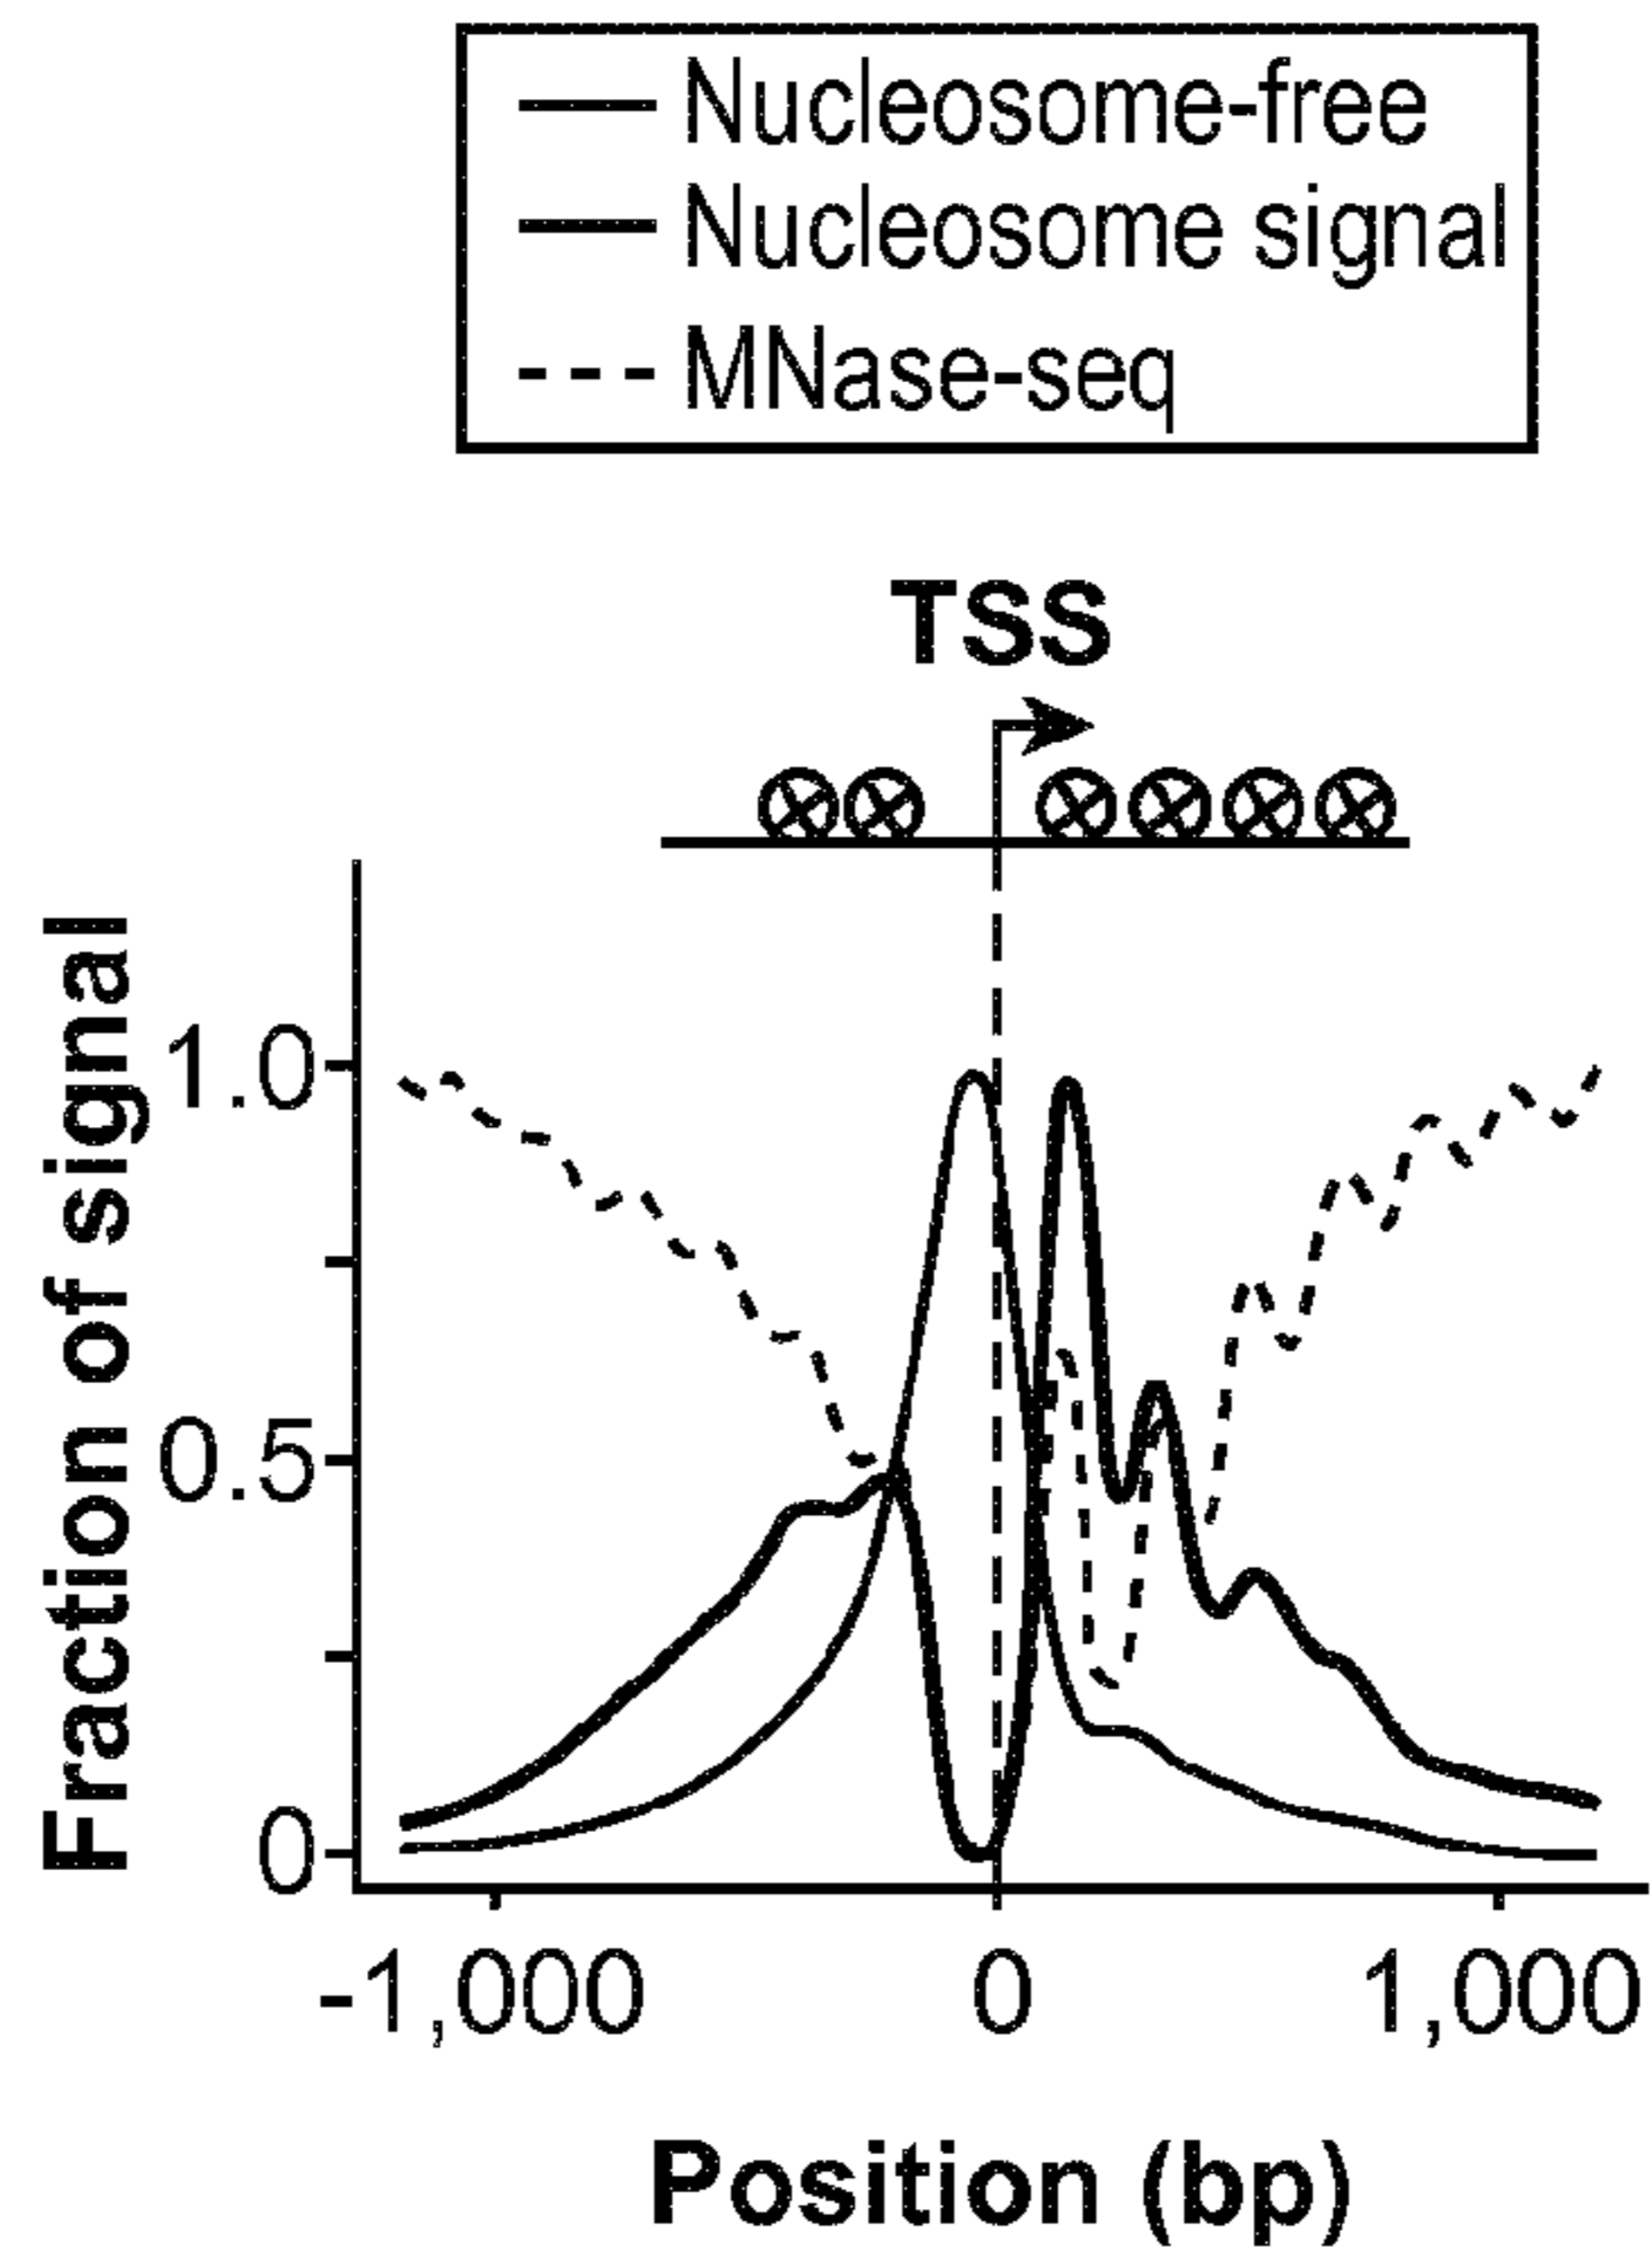 Nucleosome-free
Nucleosome signal
MNase-seq
TSS
Fraction of signal
1.0
0.5
0
-1,000
0
1,000
Position (bp)